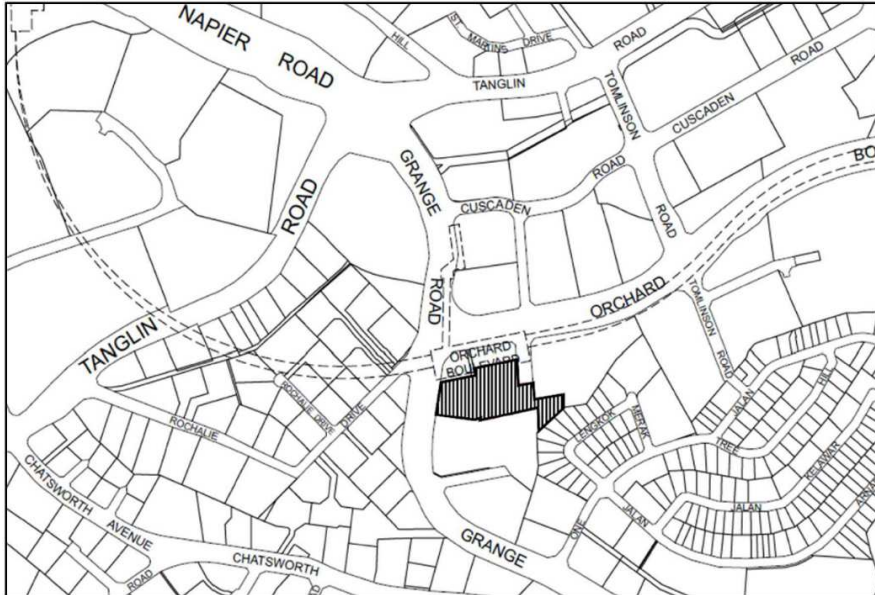 NAPIER
ROAD
HILL
ST.
MARTINS
DRIVE
ROAD
TANGLIN
TOMLINSON
ROAD
CUSCADEN
ROAD
GRANGE
ROAD
CUSCADEN
ROAD
ROAD
BO
ROAD
TANGLIN
ORCHARD
ORCHARD
BOULEVARD
TOMLINSON
ROAD
ROCHALIE
ROCHALIE DRIVE
DRIVE
LENGKOK
MERAK
JALAN
HILL
TREE
KELAWAR
JALAN
JALAN
ONE
CHATSWORTH
AVENUE
CHATSWORTH
ROAD
GRANGE